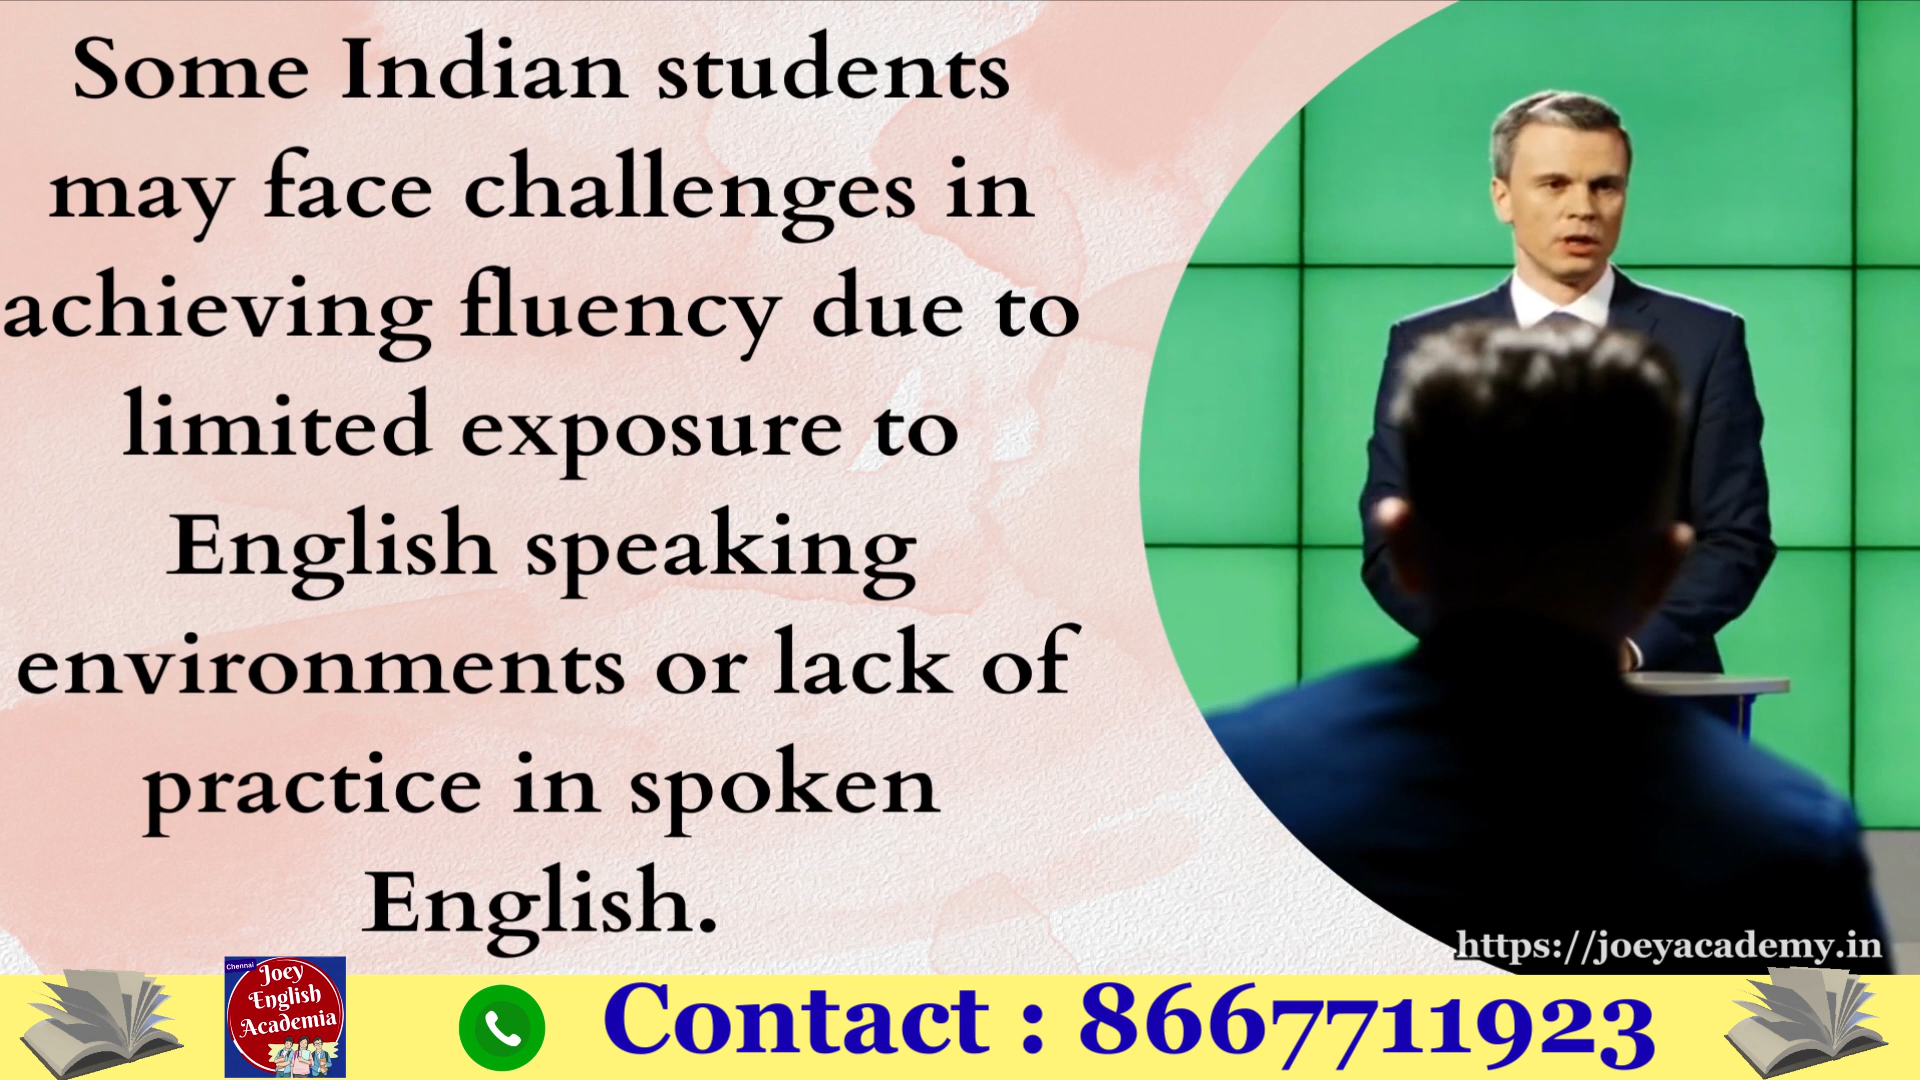 Some Indian students
may face challenges in
achieving fluency due to
limited exposure to
English speaking
environments or lack of
practice in spoken
English.
https://joeyacademy.in
Chennai
Joey
English
Academia
Contact : 8667711923